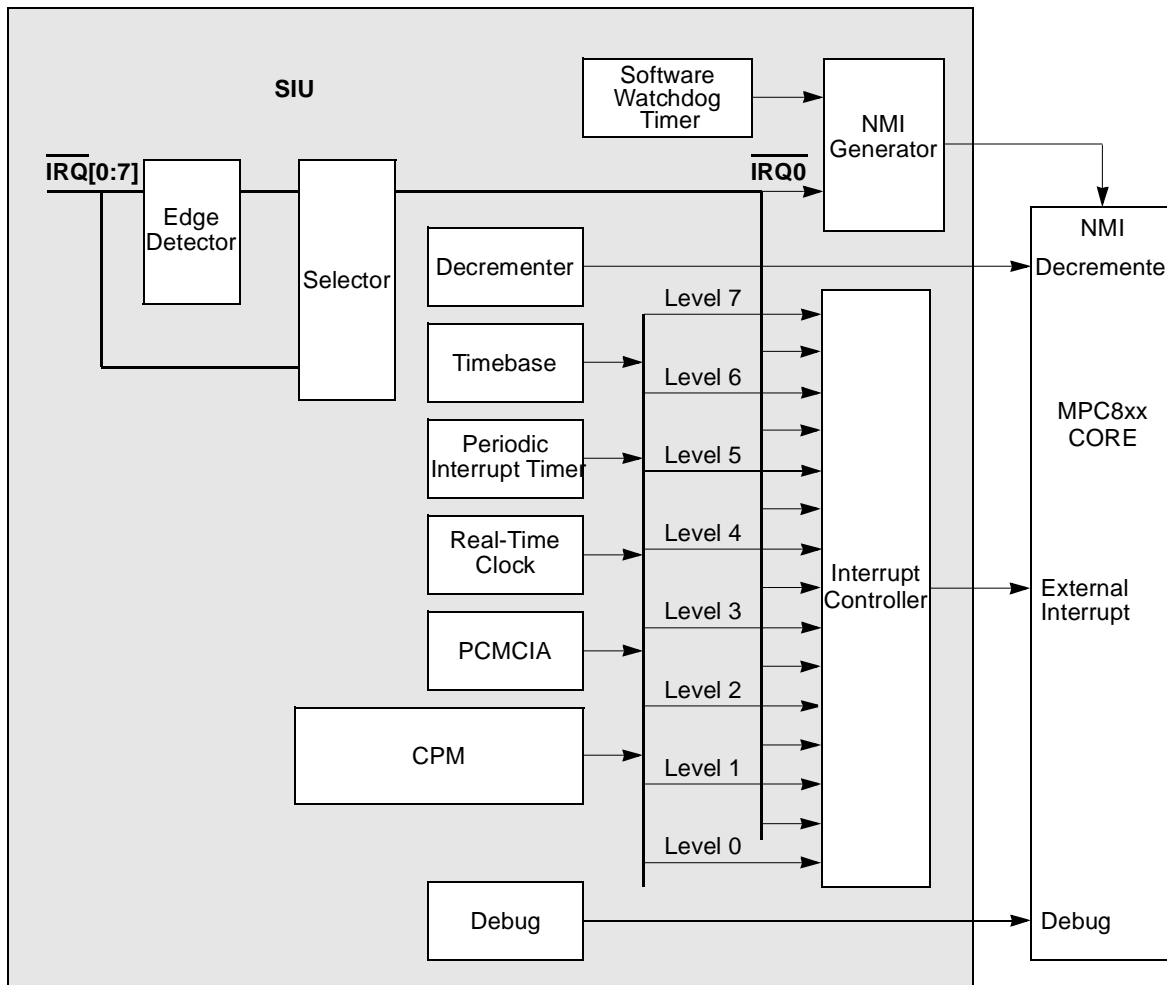 SIU
Software
Watchdog
Timer
NMI
Generator
IRQ[0:7]
IRQ0
Edge
Detector
Selector
NMI
Decrementer
Decremente
Level 7
Timebase
Level 6
MPC8xx
CORE
Periodic
Interrupt Timer
Level 5
Real-Time
Clock
Level 4
Interrupt
Controller
External
Interrupt
Level 3
PCMCIA
Level 2
CPM
Level 1
Level 0
Debug
Debug